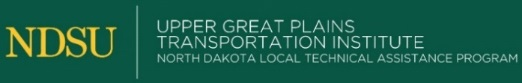 NDSU
UPPER GREAT PLAINS
TRANSPORTATION INSTITUTE
NORTH DAKOTA LOCAL TECHNICAL ASSISTANCE PROGRAM